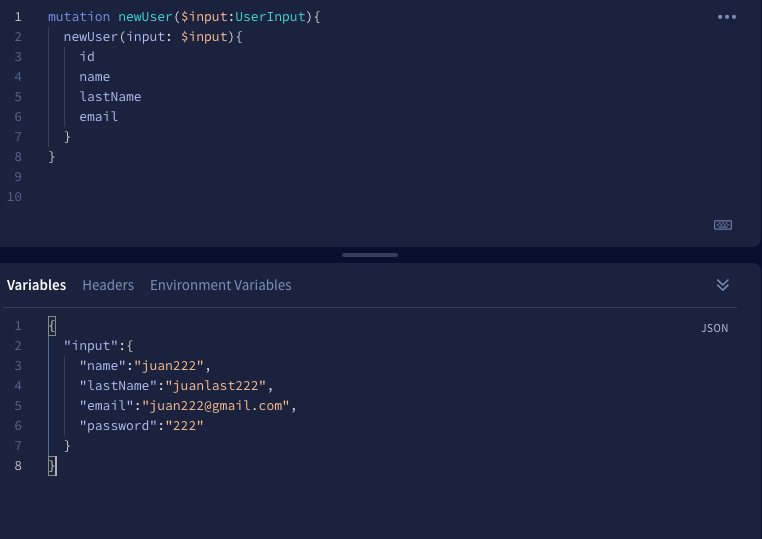 1 mutation newUser($input:UserInput){
2 newUser(input: $input){
3 id
4 name
5 lastName
6 email
7 }
8 }
9
10
Variables Headers Environment Variables
JSON
1 {
2 "input":{
3 "name":"juan222",
4 "lastName":"juanlast222",
5 "email":"juan222@gmail.com",
6 "password":"222"
7 }
8 }